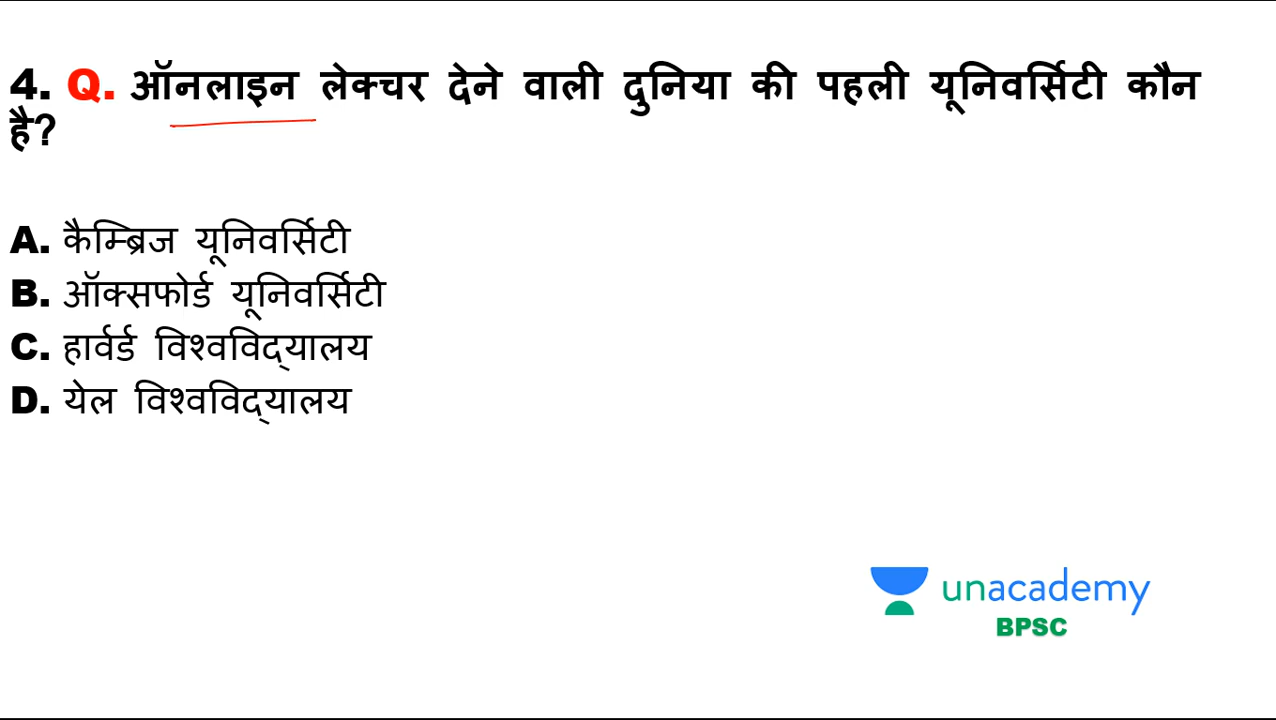 4. Q. ऑनलाइन लेक्चर देने वाली दुनिया की पहली यूनिवर्सिटी कौन
है?
A. कैम्ब्रिज यूनिवर्सिटी
B. ऑक्सफोर्ड यूनिवर्सिटी
C. हार्वर्ड विश्वविद्यालय
D. येल विश्वविद्यालय
unacademy
BPSC